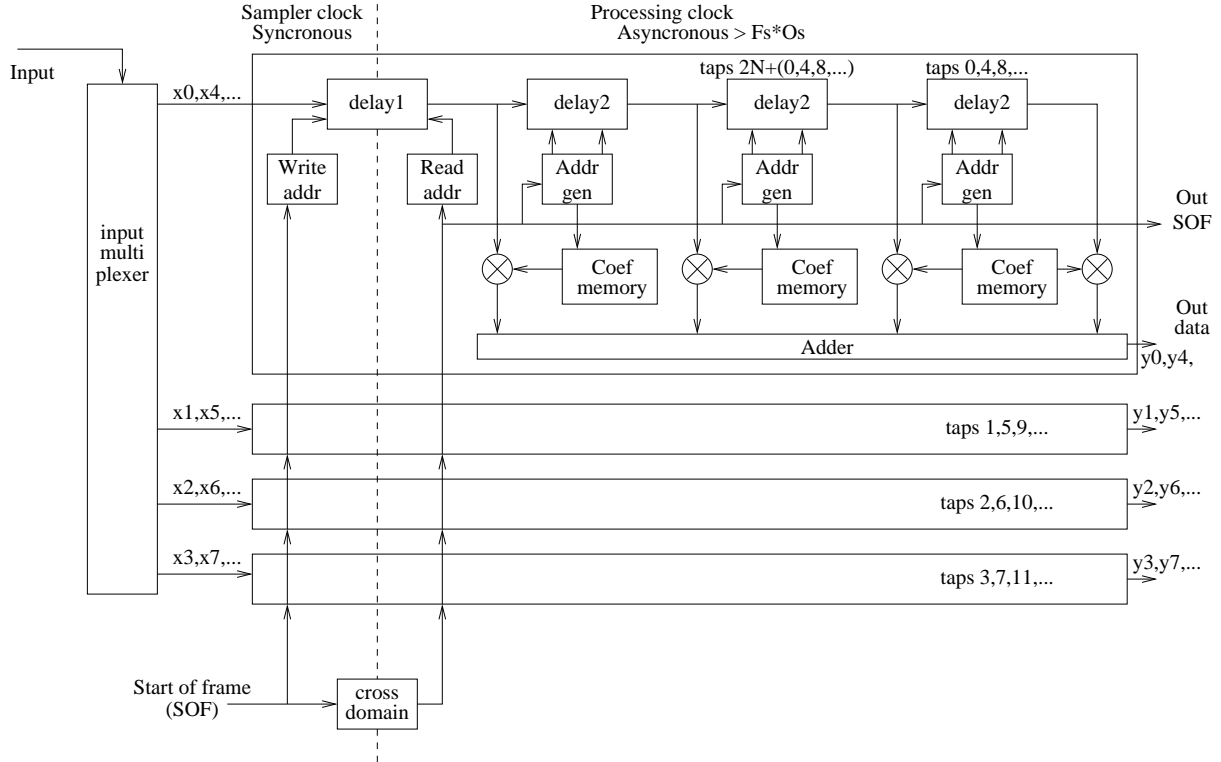 Sampler clock
Syncronous
Processing clock
Asyncronous > Fs*Os
Input
x0,x4,...
delay1
delay2
taps 2N+(0,4,8,...)
delay2
taps 0,4,8,...
delay2
Write
addr
Read
addr
Addr
gen
Addr
gen
Addr
gen
Out
SOF
input
multi
plexer
Coef
memory
Coef
memory
Coef
memory
Out
data
Adder
y0,y4,
x1,x5,...
taps 1,5,9,...
y1,y5,...
x2,x6,...
taps 2,6,10,...
y2,y6,...
x3,x7,...
taps 3,7,11,...
y3,y7,...
Start of frame
(SOF)
cross
domain